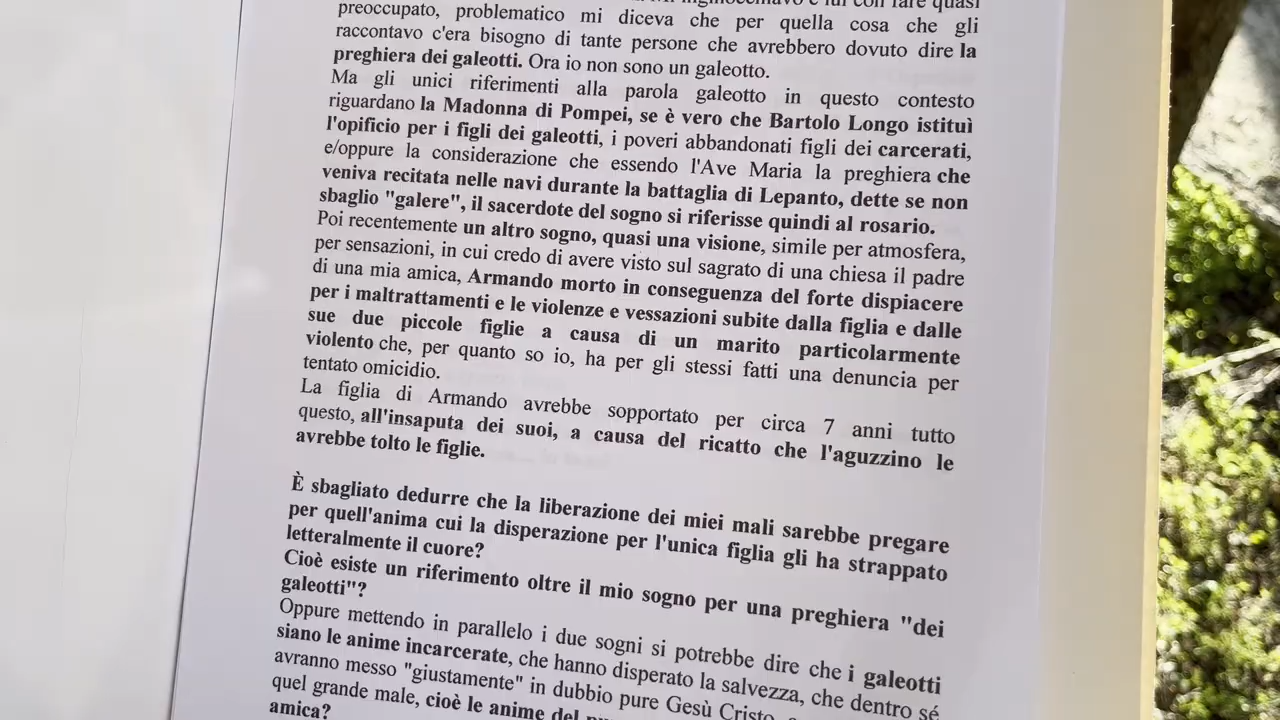 preoccupato, problematico mi diceva che per quella cosa che gli
raccontavo c'era bisogno di tante persone che avrebbero dovuto dire la
preghiera dei galeotti. Ora io non sono un galeotto.
Ma gli unici riferimenti alla parola galeotto in questo contesto
riguardano la Madonna di Pompei, se è vero che Bartolo Longo istituì
l'opificio per i figli dei galeotti, i poveri abbandonati figli dei carcerati,
e/oppure la considerazione che essendo l'Ave Maria la preghiera che
veniva recitata nelle navi durante la battaglia di Lepanto, dette se non
sbaglio "galere", il sacerdote del sogno si riferisse quindi al rosario.
Poi recentemente un altro sogno, quasi una visione, simile per atmosfera,
per sensazioni, in cui credo di avere visto sul sagrato di una chiesa il padre
di una mia amica, Armando morto in conseguenza del forte dispiacere
per i maltrattamenti e le violenze e vessazioni subite dalla figlia e dalle
sue due piccole figlie a causa di un marito particolarmente
violento che, per quanto so io, ha per gli stessi fatti una denuncia per
tentato omicidio.
La figlia di Armando avrebbe sopportato per circa 7 anni tutto
questo, all'insaputa dei suoi, a causa del ricatto che l'aguzzino le
avrebbe tolto le figlie.
È sbagliato dedurre che la liberazione dei miei mali sarebbe pregare
per quell'anima cui la disperazione per l'unica figlia gli ha strappato
letteralmente il cuore?
Cioè esiste un riferimento oltre il mio sogno per una preghiera "dei
galeotti"?
Oppure mettendo in parallelo i due sogni si potrebbe dire che i galeotti
siano le anime incarcerate, che hanno disperato la salvezza, che dentro sé
avranno messo "giustamente" in dubbio pure Gesù Cristo
quel grande male, cioè le anime del
amica?